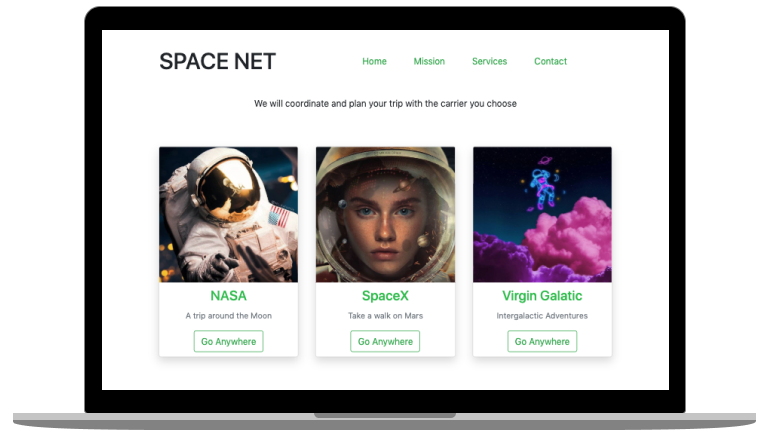 SPACE NET
Home Mission Services Contact
We will coordinate and plan your trip with the carrier you choose
NASA
A trip around the Moon
Go Anywhere
SpaceX
Take a walk on Mars
Go Anywhere
Virgin Galatic
Intergalactic Adventures
Go Anywhere